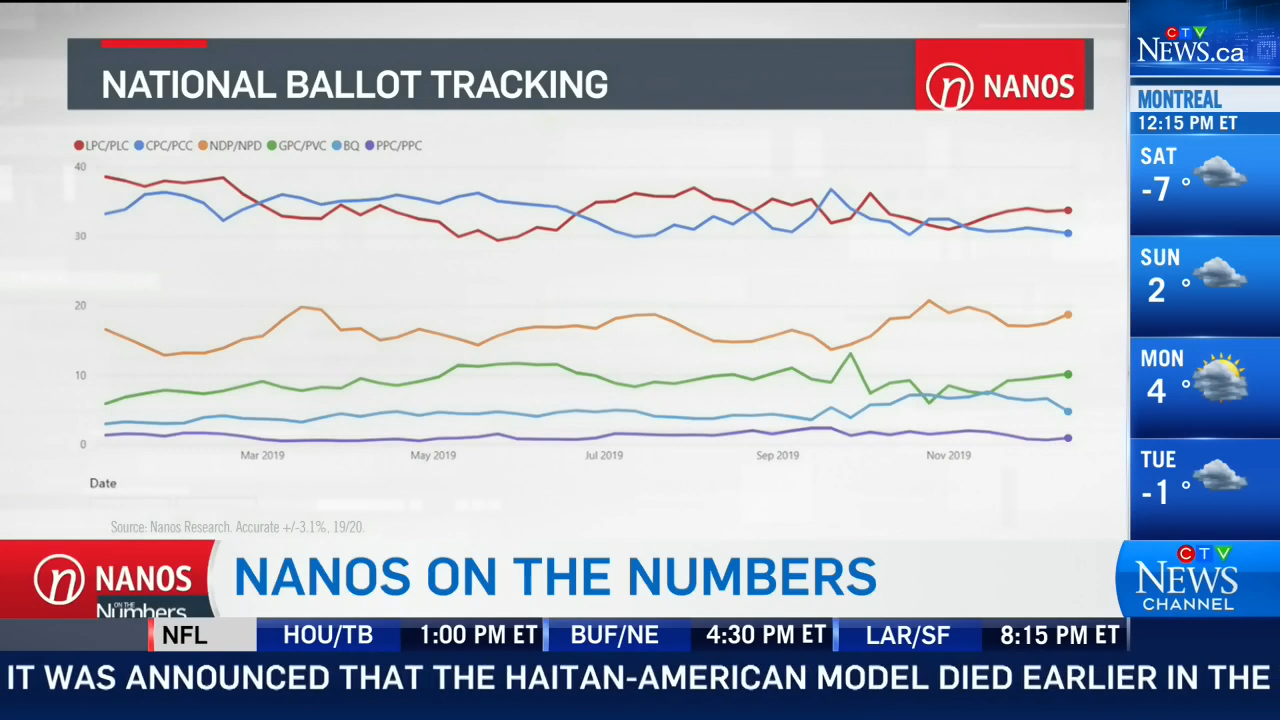 NATIONAL BALLOT TRACKING
n NANOS
LPC/PLC CPC/PCC NDP/NPD GPC/PVC BQ PPC/PPC
40
30
20
10
0
Mar 2019 May 2019 Jul 2019 Sep 2019 Nov 2019
Date
Source: Nanos Research. Accurate +/-3.1%, 19/20.
CTV
NEWS.ca
MONTREAL
12:15 PM ET
SAT
-7 °
SUN
2 °
MON
4 °
TUE
-1 °
n NANOS
ON THE
Numbers
NANOS ON THE NUMBERS
CTV
NEWS
CHANNEL
NFL HOU/TB 1:00 PM ET BUF/NE 4:30 PM ET LAR/SF 8:15 PM ET
IT WAS ANNOUNCED THAT THE HAITAN-AMERICAN MODEL DIED EARLIER IN THE